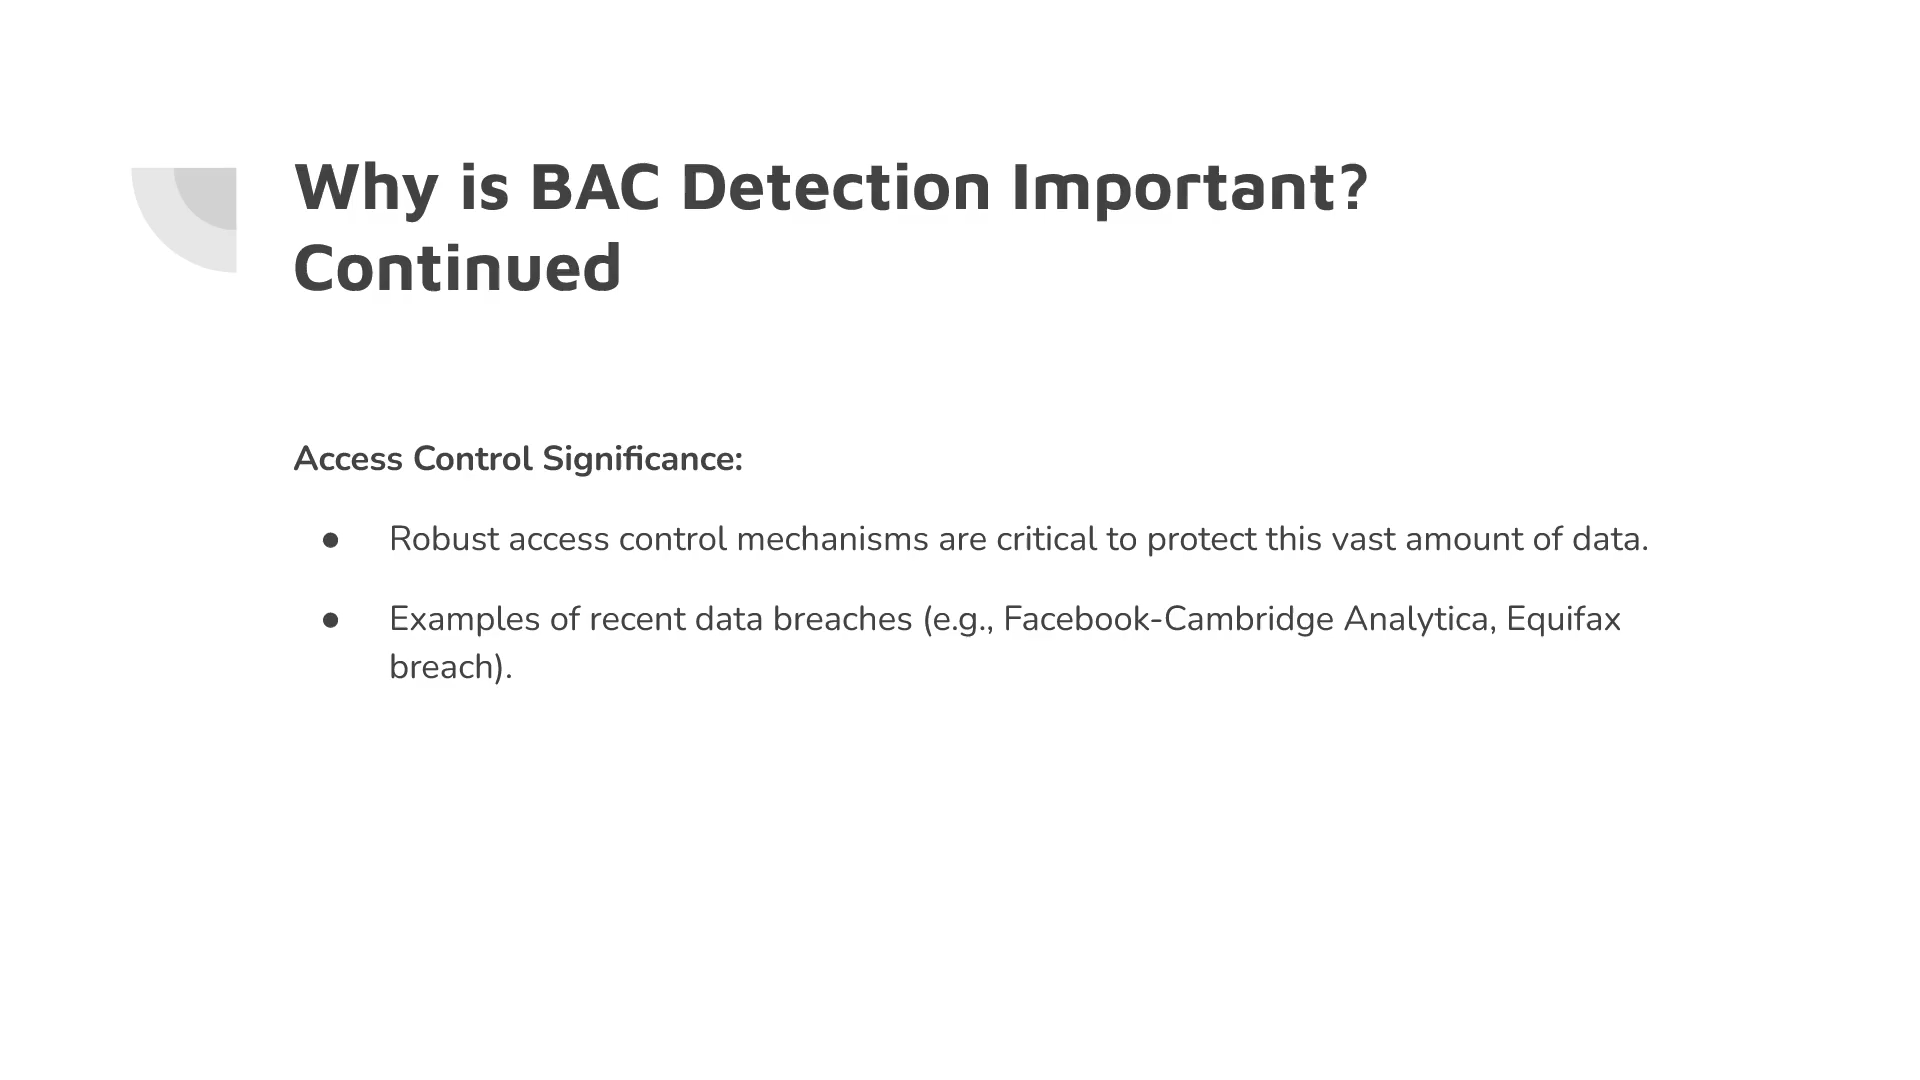 Why is BAC Detection Important?
Continued
Access Control Significance:
● Robust access control mechanisms are critical to protect this vast amount of data.
● Examples of recent data breaches (e.g., Facebook-Cambridge Analytica, Equifax
breach).